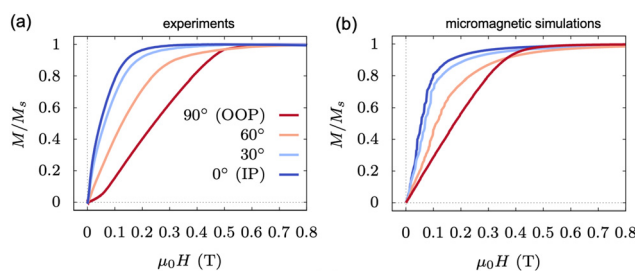 (a) experiments
M/Mₛ
1
0.8
0.6
0.4
0.2
0
90° (OOP)
60°
30°
0° (IP)
0 0.1 0.2 0.3 0.4 0.5 0.6 0.7 0.8
μ₀H (T)
(b) micromagnetic simulations
M/Mₛ
1
0.8
0.6
0.4
0.2
0
0 0.1 0.2 0.3 0.4 0.5 0.6 0.7 0.8
μ₀H (T)